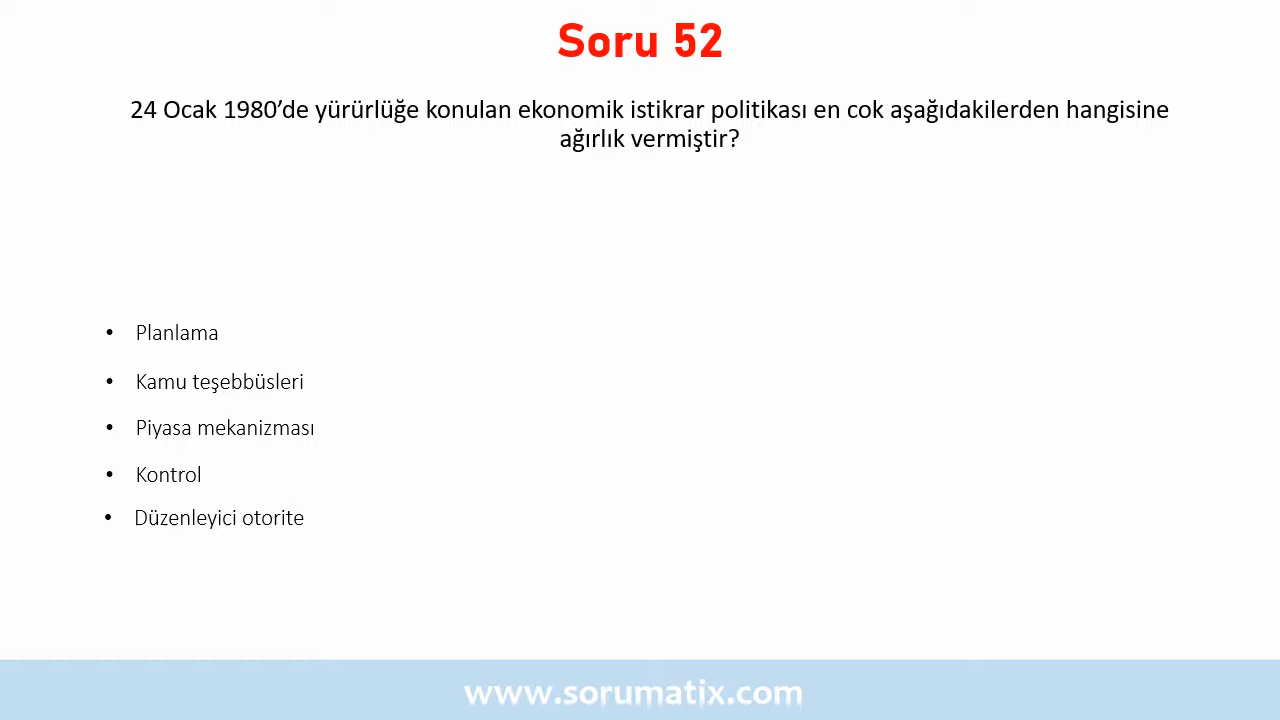 Soru 52
24 Ocak 1980’de yürürlüğe konulan ekonomik istikrar politikası en cok aşağıdakilerden hangisine
ağırlık vermiştir?
• Planlama
• Kamu teşebbüsleri
• Piyasa mekanizması
• Kontrol
• Düzenleyici otorite
www.sorumatix.com